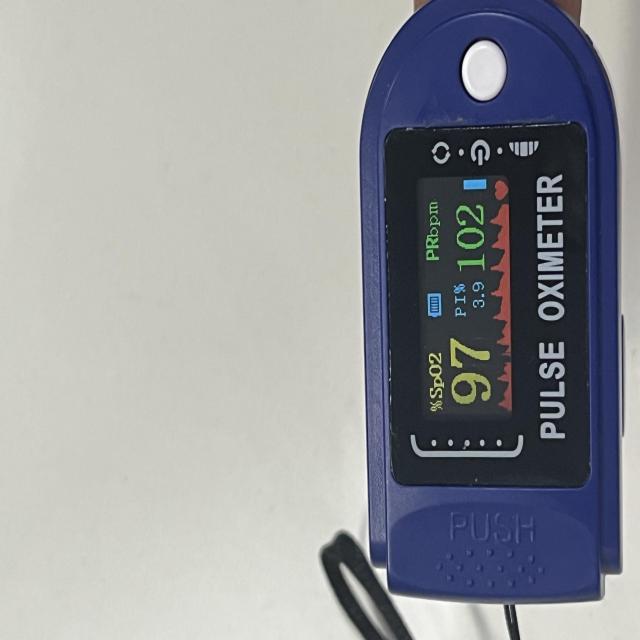 %SpO2
PRbpm
PI%
97
3.9
102
PULSE OXIMETER
PUSH